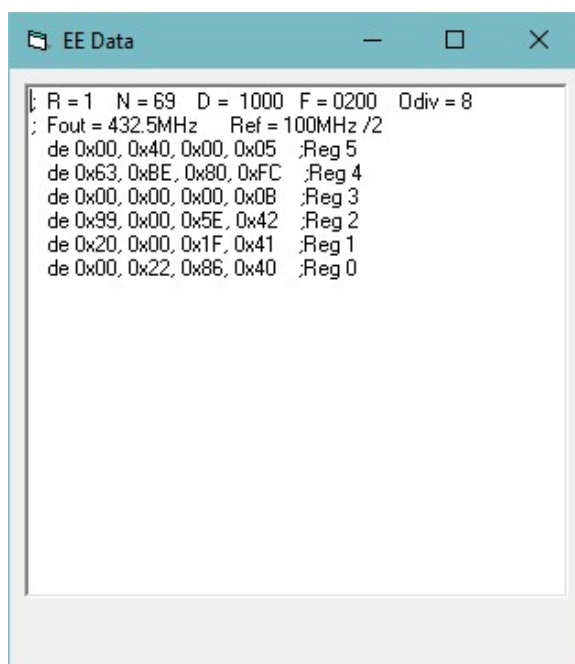 EE Data
; R = 1 N = 69 D = 1000 F = 0200 Odiv = 8
; Fout = 432.5MHz Ref = 100MHz /2
de 0x00, 0x40, 0x00, 0x05 ;Reg 5
de 0x63, 0xBE, 0x80, 0xFC ;Reg 4
de 0x00, 0x00, 0x00, 0x0B ;Reg 3
de 0x99, 0x00, 0x5E, 0x42 ;Reg 2
de 0x20, 0x00, 0x1F, 0x41 ;Reg 1
de 0x00, 0x22, 0x86, 0x40 ;Reg 0